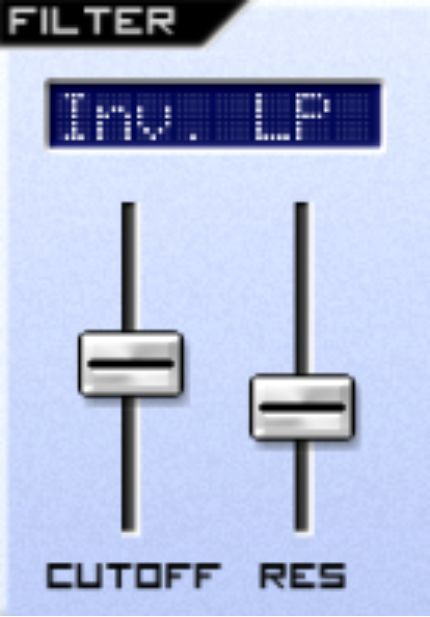 FILTER
Inv. LP
CUTOFF RES